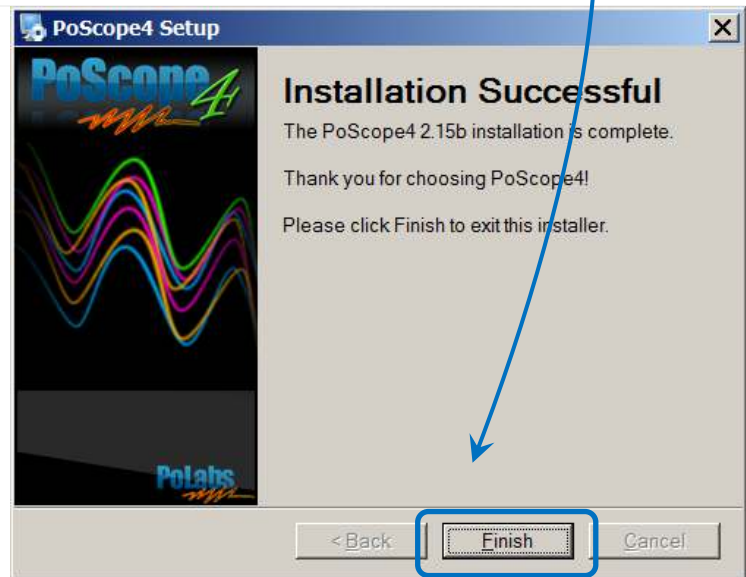 PoScope4 Setup
PoScope4
Installation Successful
The PoScope4 2.15b installation is complete.
Thank you for choosing PoScope4!
Please click Finish to exit this installer.
PoLabs
< Back
Finish
Cancel